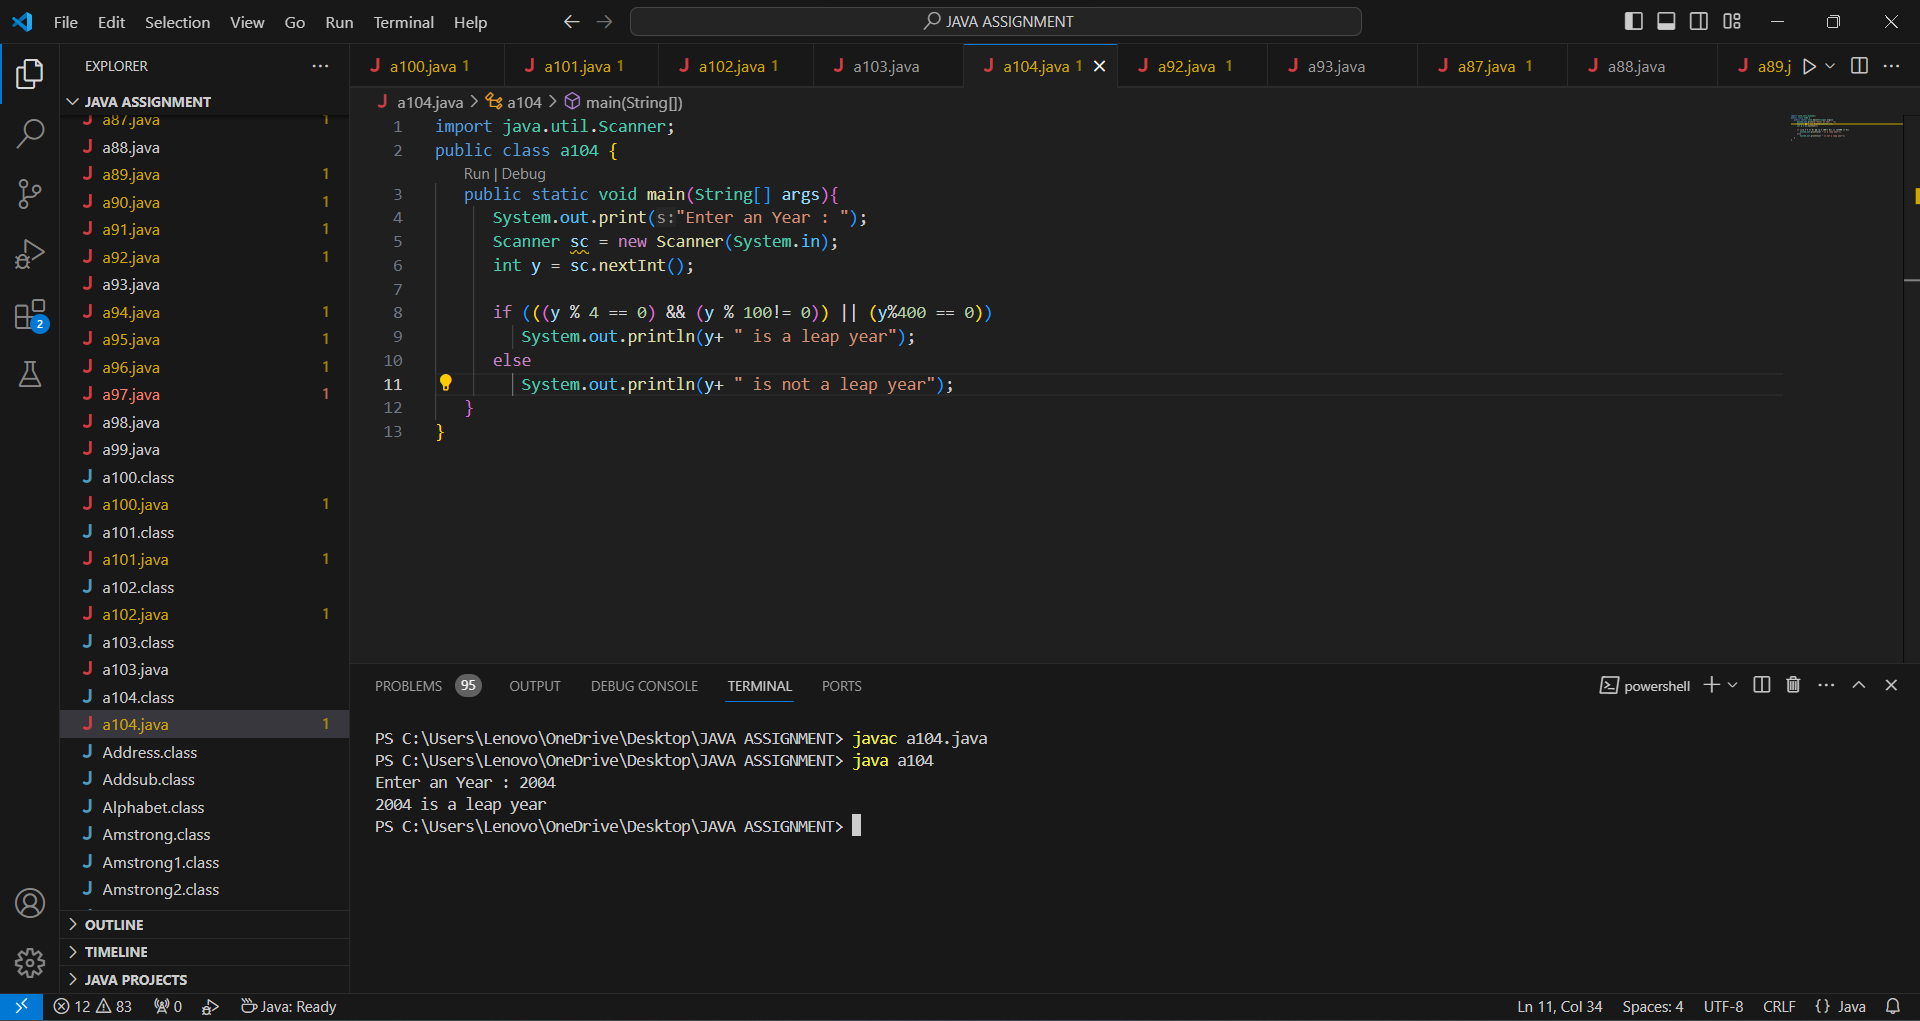 File Edit Selection View Go Run Terminal Help
JAVA ASSIGNMENT
EXPLORER
JAVA ASSIGNMENT
a87.java 1
a88.java
a89.java 1
a90.java 1
a91.java 1
a92.java 1
a93.java
a94.java 1
a95.java 1
a96.java 1
a97.java 1
a98.java
a99.java
a100.class
a100.java 1
a101.class
a101.java 1
a102.class
a102.java 1
a103.class
a103.java
a104.class
a104.java 1
Address.class
Addsub.class
Alphabet.class
Amstrong.class
Amstrong1.class
Amstrong2.class
OUTLINE
TIMELINE
JAVA PROJECTS
2
a100.java 1 a101.java 1 a102.java 1 a103.java a104.java 1 a92.java 1 a93.java a87.java 1 a88.java a89.j
a104.java > a104 > main(String[])
1 import java.util.Scanner;
2 public class a104 {
Run | Debug
3 public static void main(String[] args){
4 System.out.print(s:"Enter an Year : ");
5 Scanner sc = new Scanner(System.in);
6 int y = sc.nextInt();
7
8 if (((y % 4 == 0) && (y % 100!= 0)) || (y%400 == 0))
9 System.out.println(y+ " is a leap year");
10 else
11 System.out.println(y+ " is not a leap year");
12 }
13 }
PROBLEMS 95 OUTPUT DEBUG CONSOLE TERMINAL PORTS
powershell
PS C:\Users\Lenovo\OneDrive\Desktop\JAVA ASSIGNMENT> javac a104.java
PS C:\Users\Lenovo\OneDrive\Desktop\JAVA ASSIGNMENT> java a104
Enter an Year : 2004
2004 is a leap year
PS C:\Users\Lenovo\OneDrive\Desktop\JAVA ASSIGNMENT>
12 83 0 Java: Ready
Ln 11, Col 34 Spaces: 4 UTF-8 CRLF {} Java